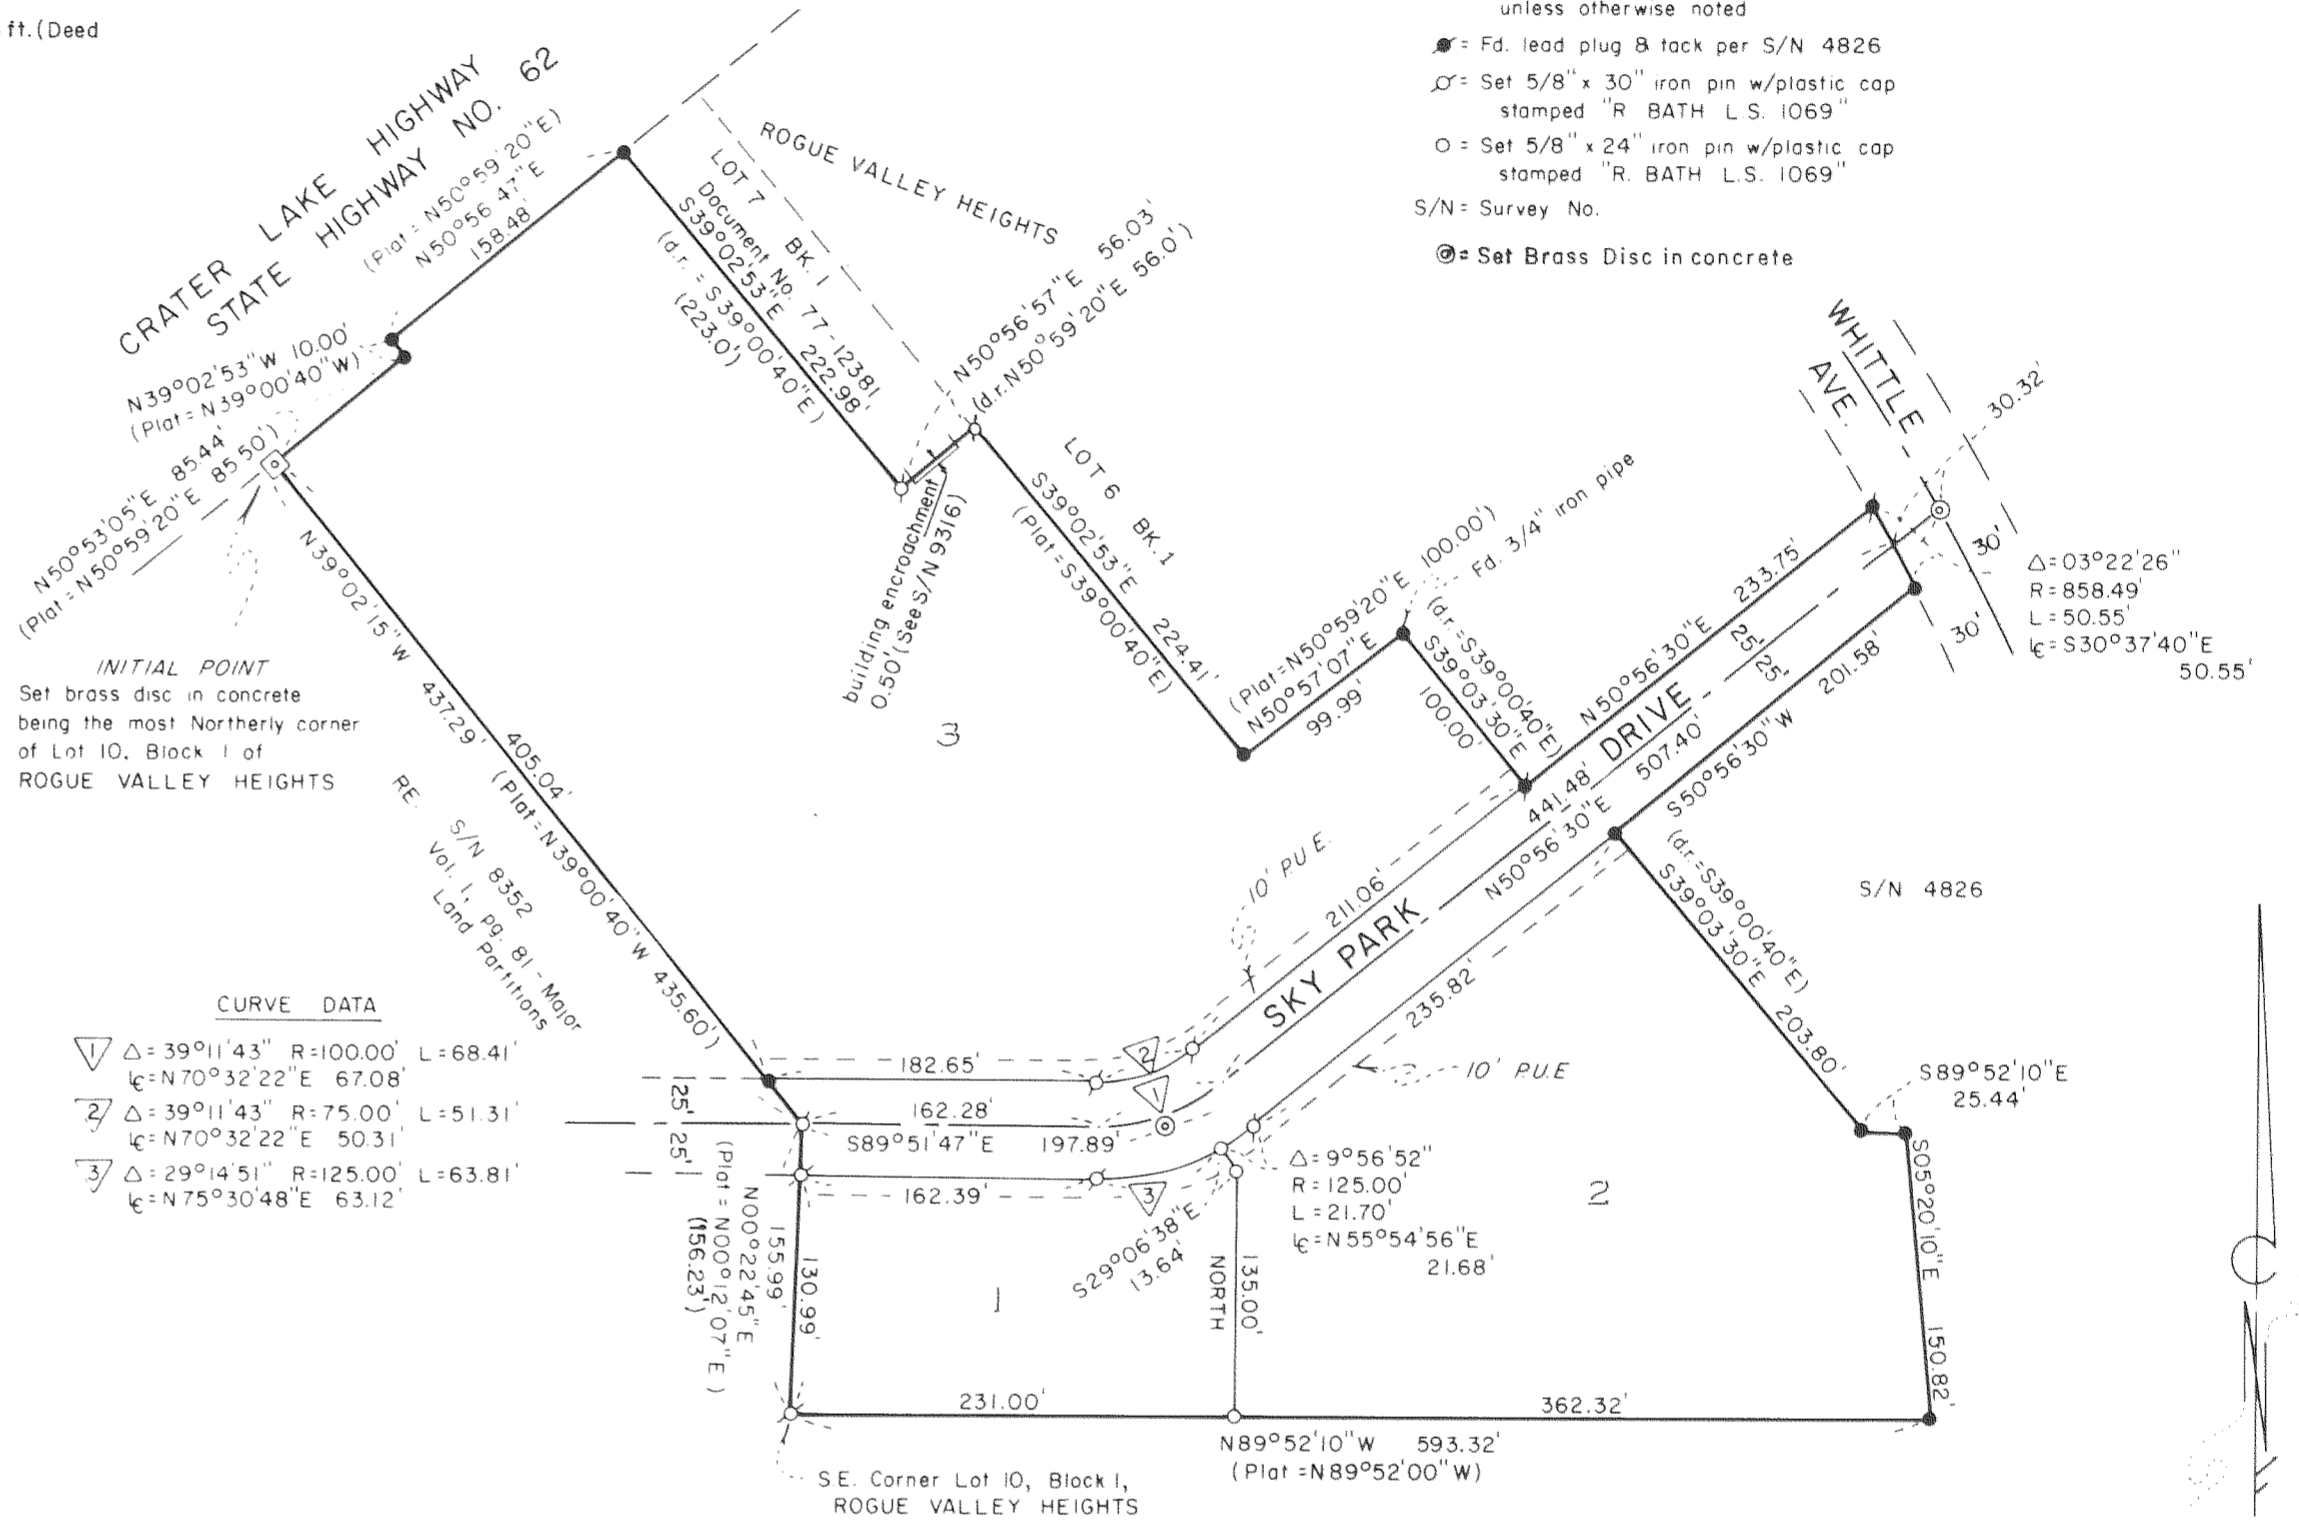 ft.(Deed
unless otherwise noted
= Fd. lead plug & tack per S/N 4826
= Set 5/8" x 30" iron pin w/plastic cap
stamped "R BATH L.S. 1069"
O = Set 5/8" x 24" iron pin w/plastic cap
stamped "R. BATH L.S. 1069"
S/N = Survey No.
= Set Brass Disc in concrete
CRATER LAKE HIGHWAY
STATE HIGHWAY NO. 62
(Plat = N50°59'20"E)
N50°56'47"E
158.48'
N39°02'53"W 10.00'
(Plat = N39°00'40"W)
N50°53'05"E 85.44'
(Plat = N50°59'20"E 85.50')
ROGUE VALLEY HEIGHTS
LOT 7 BK. 1
Document No. 77-12381
S39°02'53"E 222.98'
(d.r. = S39°00'40"E)
(223.0')
N50°56'57"E 56.03'
(d.r. N50°59'20"E 56.0')
building encroachment
0.50' (See S/N 9316)
LOT 6 BK. 1
S39°02'53"E 224.41'
(Plat = S39°00'40"E)
(Plat = N50°59'20"E 100.00')
N50°57'07"E
99.99'
Fd. 3/4" iron pipe
(d.r. = S39°00'40"E)
S39°03'30"E
100.00'
WHITTLE
AVE.
30.32'
30'
30'
Δ = 03°22'26"
R = 858.49'
L = 50.55'
℄ = S30°37'40"E
50.55'
N50°56'30"E 233.75'
25'
25'
SKY PARK DRIVE
441.48'
507.40'
N50°56'30"E
S50°56'30"W 201.58'
INITIAL POINT
Set brass disc in concrete
being the most Northerly corner
of Lot 10, Block 1 of
ROGUE VALLEY HEIGHTS
N39°02'15"W 437.29'
405.04'
(Plat = N39°00'40"W 435.60')
RE. S/N 8352
Vol. 1, pg. 81 - Major
Land Partitions
3
10' P.U.E.
211.06'
235.82'
10' P.U.E
S/N 4826
(d.r. = S39°00'40"E)
S39°03'30"E 203.80'
S89°52'10"E
25.44'
S05°20'10"E 150.82'
CURVE DATA
1 Δ = 39°11'43" R = 100.00' L = 68.41'
℄ = N70°32'22"E 67.08'
2 Δ = 39°11'43" R = 75.00' L = 51.31'
℄ = N70°32'22"E 50.31'
3 Δ = 29°14'51" R = 125.00' L = 63.81'
℄ = N75°30'48"E 63.12'
182.65'
2
1
25'
25'
162.28'
S89°51'47"E 197.89'
162.39'
3
S29°06'38"E
13.64'
Δ = 9°56'52"
R = 125.00'
L = 21.70'
℄ = N55°54'56"E
21.68'
2
130.99'
155.99'
N00°22'45"E
(Plat = N00°12'07"E)
(156.23')
1
NORTH
135.00'
231.00'
362.32'
N89°52'10"W 593.32'
(Plat = N89°52'00"W)
S.E. Corner Lot 10, Block 1,
ROGUE VALLEY HEIGHTS